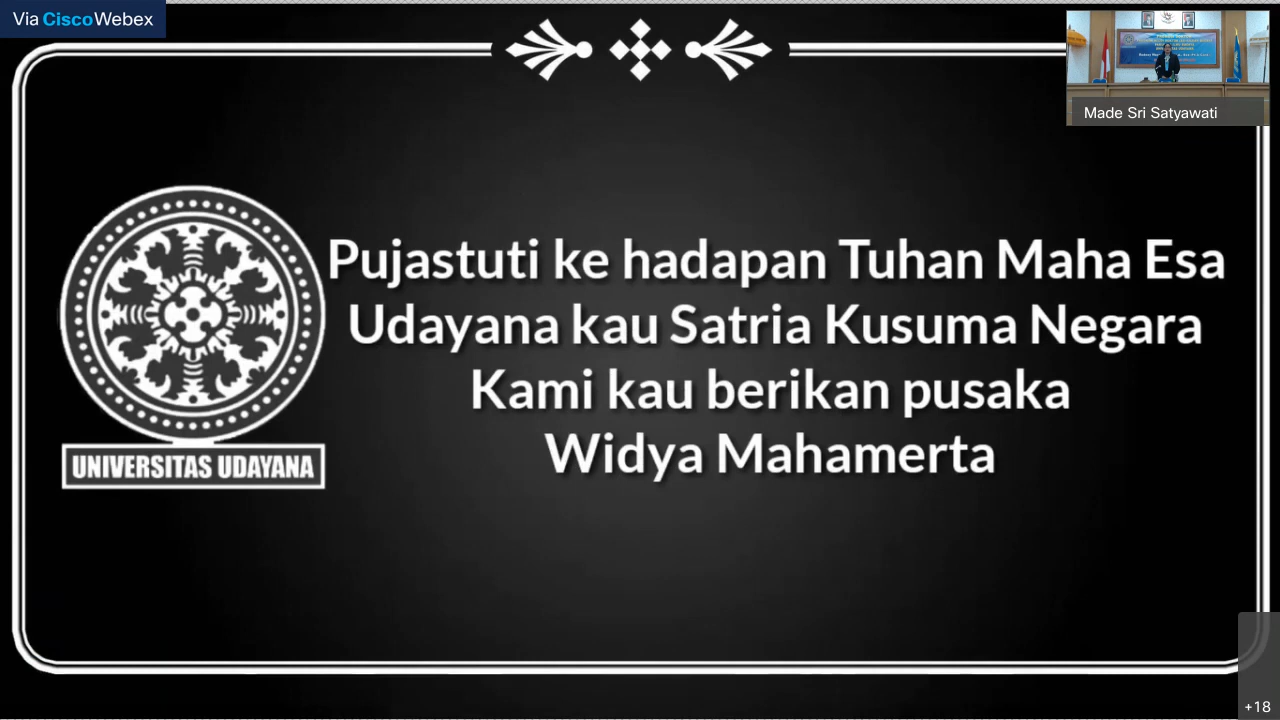 Via CiscoWebex
Made Sri Satyawati
Pujastuti ke hadapan Tuhan Maha Esa
Udayana kau Satria Kusuma Negara
Kami kau berikan pusaka
Widya Mahamerta
UNIVERSITAS UDAYANA
+18